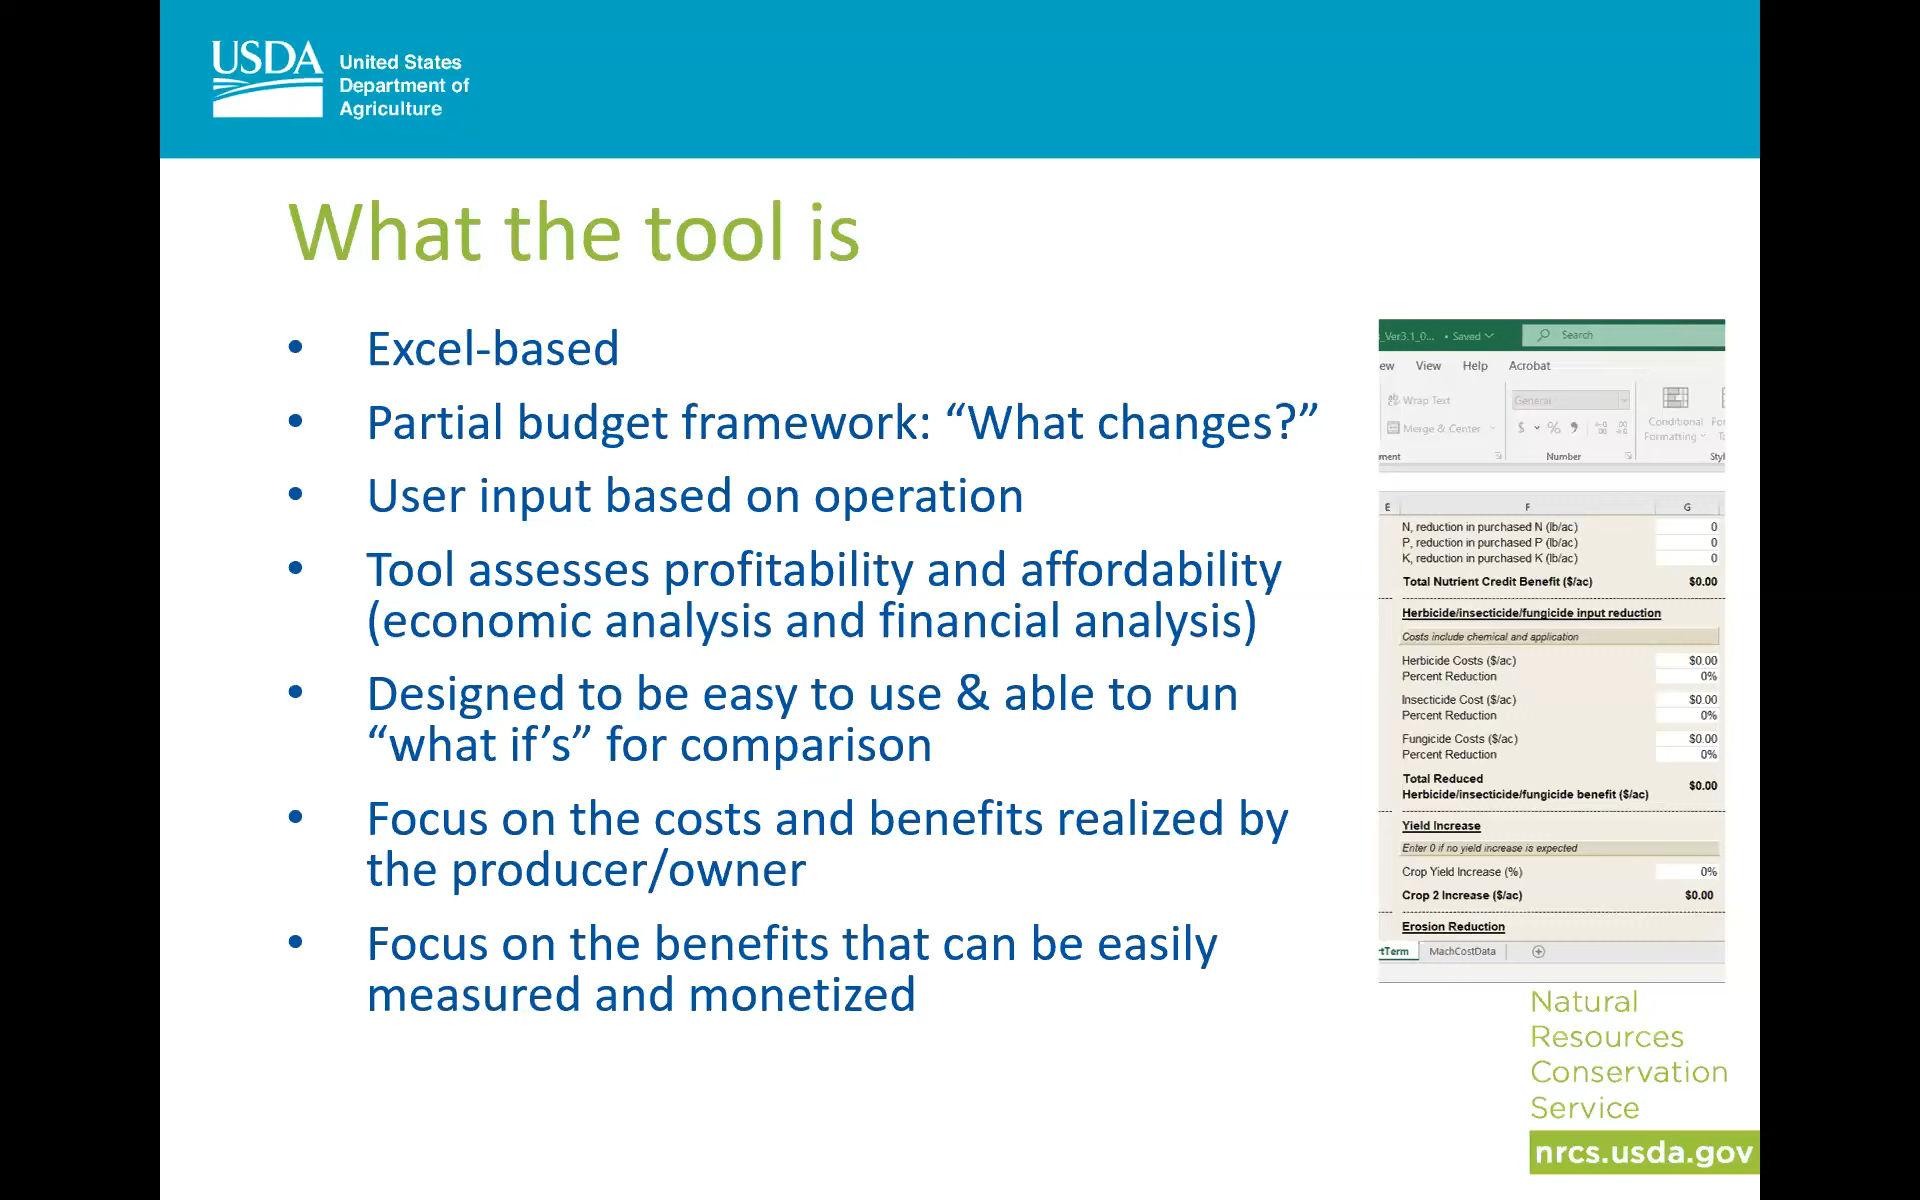 USDA
United States
Department of
Agriculture
What the tool is
• Excel-based
• Partial budget framework: “What changes?”
• User input based on operation
• Tool assesses profitability and affordability
(economic analysis and financial analysis)
• Designed to be easy to use & able to run
“what if’s” for comparison
• Focus on the costs and benefits realized by
the producer/owner
• Focus on the benefits that can be easily
measured and monetized
_Ver3.1_0... • Saved Search
ew View Help Acrobat
Wrap Text General
Merge & Center $ % Conditional For
Formatting
ment Number Styl
E F G
N, reduction in purchased N (lb/ac) 0
P, reduction in purchased P (lb/ac) 0
K, reduction in purchased K (lb/ac) 0
Total Nutrient Credit Benefit ($/ac) $0.00
Herbicide/insecticide/fungicide input reduction
Costs include chemical and application
Herbicide Costs ($/ac) $0.00
Percent Reduction 0%
Insecticide Cost ($/ac) $0.00
Percent Reduction 0%
Fungicide Costs ($/ac) $0.00
Percent Reduction 0%
Total Reduced
Herbicide/insecticide/fungicide benefit ($/ac) $0.00
Yield Increase
Enter 0 if no yield increase is expected
Crop Yield Increase (%) 0%
Crop 2 Increase ($/ac) $0.00
Erosion Reduction
rtTerm MachCostData
Natural
Resources
Conservation
Service
nrcs.usda.gov